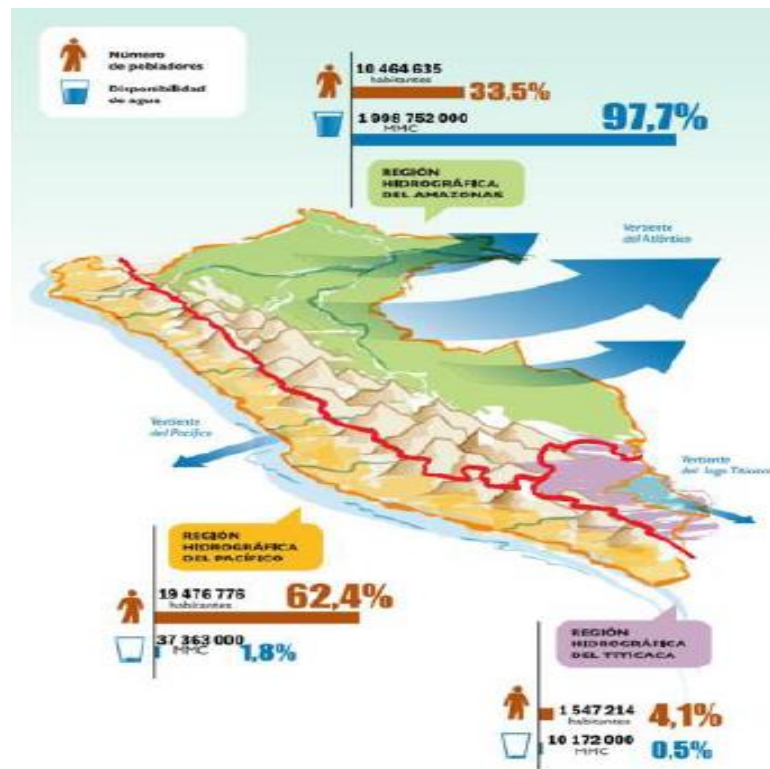 Número
de pobladores
Disponibilidad
de agua
10 464 635
habitantes
33,5%
1 998 752 000
MMC
97,7%
REGIÓN
HIDROGRÁFICA
DEL AMAZONAS
Vertiente
del Atlántico
Vertiente
del Pacífico
Vertiente
del lago Titicaca
REGIÓN
HIDROGRÁFICA
DEL PACÍFICO
19 476 776
habitantes
62,4%
37 363 000
MMC
1,8%
REGIÓN
HIDROGRÁFICA
DEL TITICACA
1 547 214
habitantes
4,1%
10 172 000
MMC
0,5%